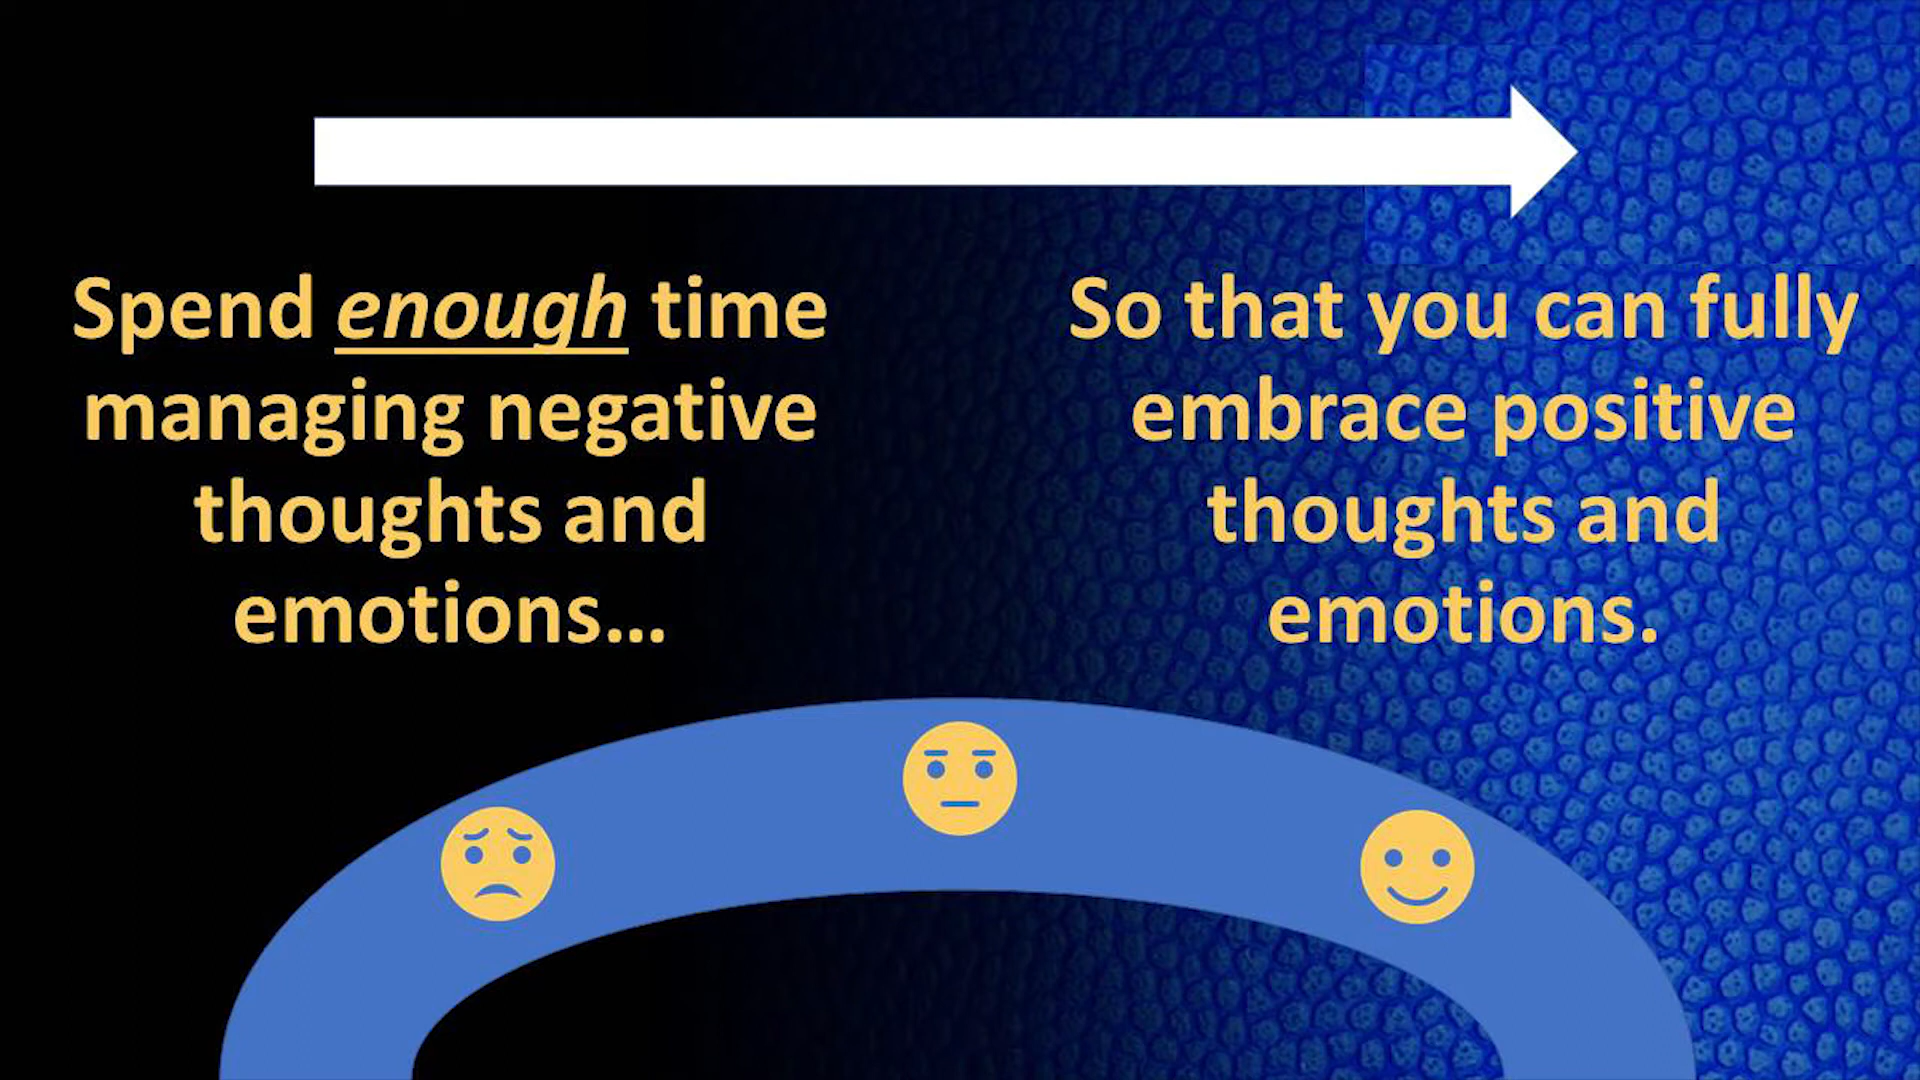 Spend enough time
managing negative
thoughts and
emotions...
So that you can fully
embrace positive
thoughts and
emotions.